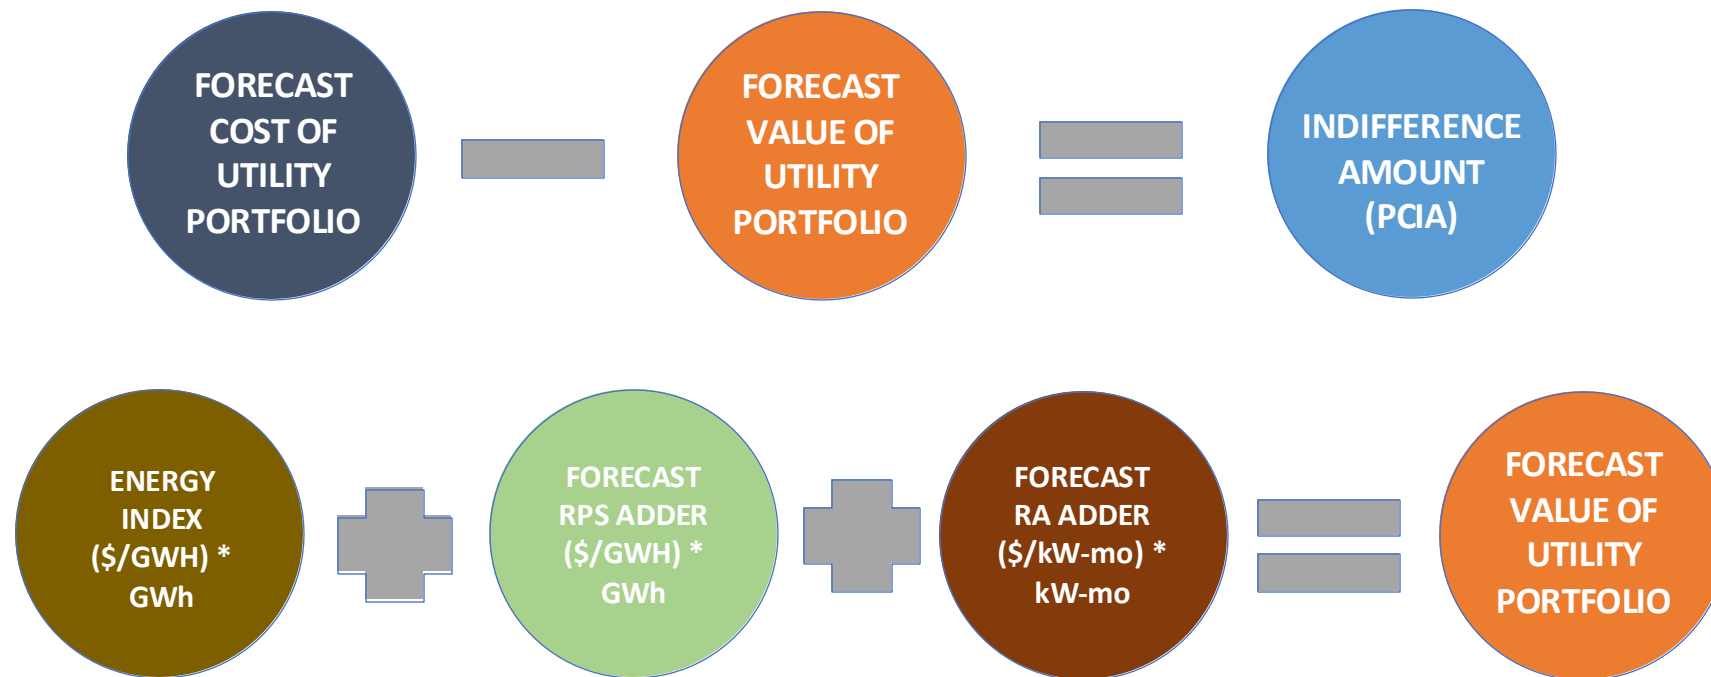 FORECAST
COST OF
UTILITY
PORTFOLIO
FORECAST
VALUE OF
UTILITY
PORTFOLIO
INDIFFERENCE
AMOUNT
(PCIA)
ENERGY
INDEX
($/GWH) *
GWh
FORECAST
RPS ADDER
($/GWH) *
GWh
FORECAST
RA ADDER
($/kW-mo) *
kW-mo
FORECAST
VALUE OF
UTILITY
PORTFOLIO